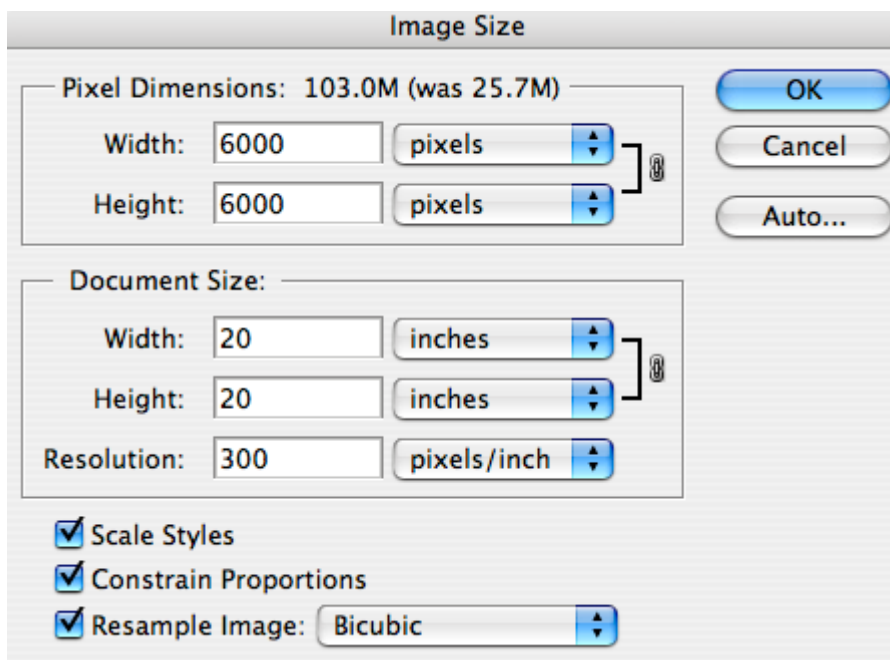 Image Size
Pixel Dimensions: 103.0M (was 25.7M)
OK
Width: 6000 pixels
Cancel
Height: 6000 pixels
Auto...
Document Size:
Width: 20 inches
Height: 20 inches
Resolution: 300 pixels/inch
Scale Styles
Constrain Proportions
Resample Image: Bicubic